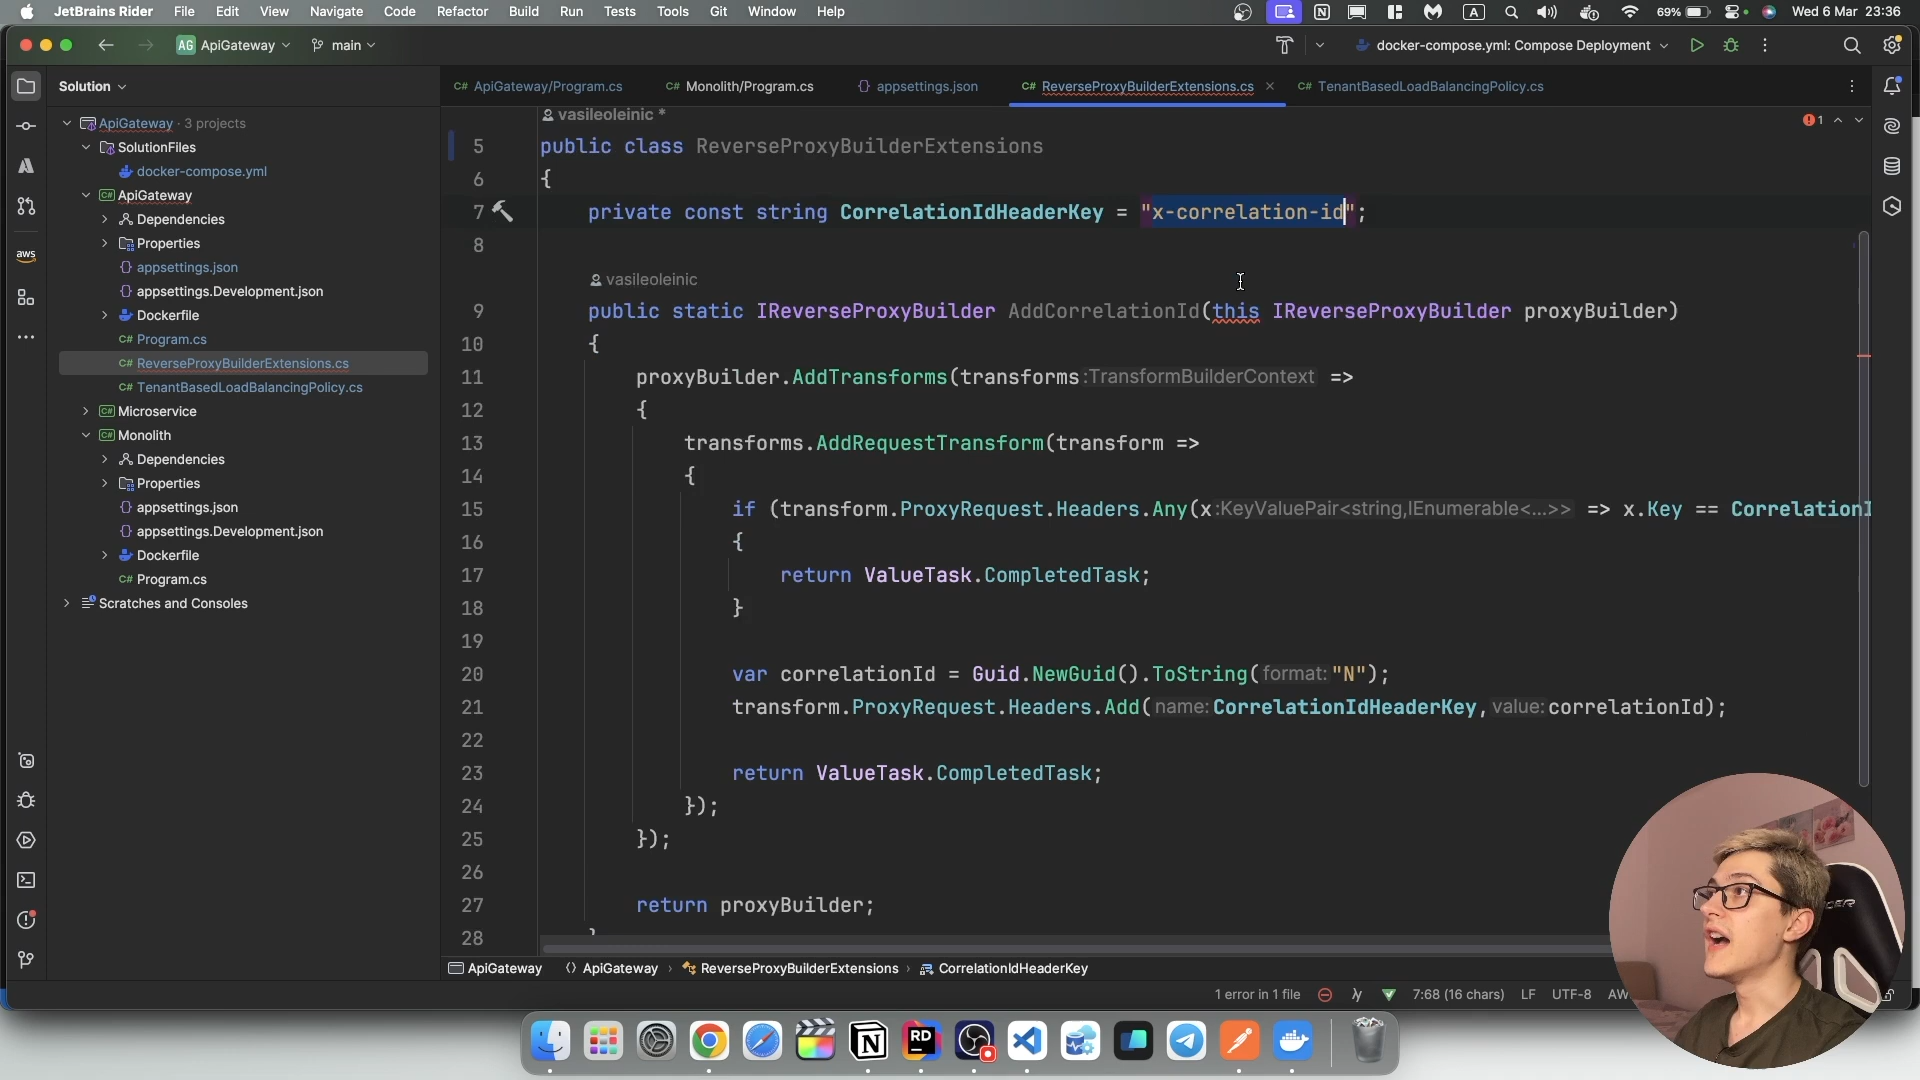 JetBrains Rider File Edit View Navigate Code Refactor Build Run Tests Tools Git Window Help
A 69% Wed 6 Mar 23:36
AG ApiGateway main docker-compose.yml: Compose Deployment
Solution
C# ApiGateway/Program.cs C# Monolith/Program.cs {} appsettings.json C# ReverseProxyBuilderExtensions.cs C# TenantBasedLoadBalancingPolicy.cs
ApiGateway · 3 projects
SolutionFiles
docker-compose.yml
C# ApiGateway
Dependencies
Properties
{} appsettings.json
{} appsettings.Development.json
Dockerfile
C# Program.cs
C# ReverseProxyBuilderExtensions.cs
C# TenantBasedLoadBalancingPolicy.cs
C# Microservice
C# Monolith
Dependencies
Properties
{} appsettings.json
{} appsettings.Development.json
Dockerfile
C# Program.cs
Scratches and Consoles
aws
vasileoleinic *
1
5 public class ReverseProxyBuilderExtensions
6 {
7 private const string CorrelationIdHeaderKey = "x-correlation-id";
8
vasileoleinic
9 public static IReverseProxyBuilder AddCorrelationId(this IReverseProxyBuilder proxyBuilder)
10 {
11 proxyBuilder.AddTransforms(transforms:TransformBuilderContext =>
12 {
13 transforms.AddRequestTransform(transform =>
14 {
15 if (transform.ProxyRequest.Headers.Any(x:KeyValuePair<string,IEnumerable<...>> => x.Key == CorrelationI
16 {
17 return ValueTask.CompletedTask;
18 }
19
20 var correlationId = Guid.NewGuid().ToString(format:"N");
21 transform.ProxyRequest.Headers.Add(name:CorrelationIdHeaderKey,value:correlationId);
22
23 return ValueTask.CompletedTask;
24 });
25 });
26
27 return proxyBuilder;
28 }
ApiGateway ApiGateway ReverseProxyBuilderExtensions CorrelationIdHeaderKey
1 error in 1 file 7:68 (16 chars) LF UTF-8 AW
RD